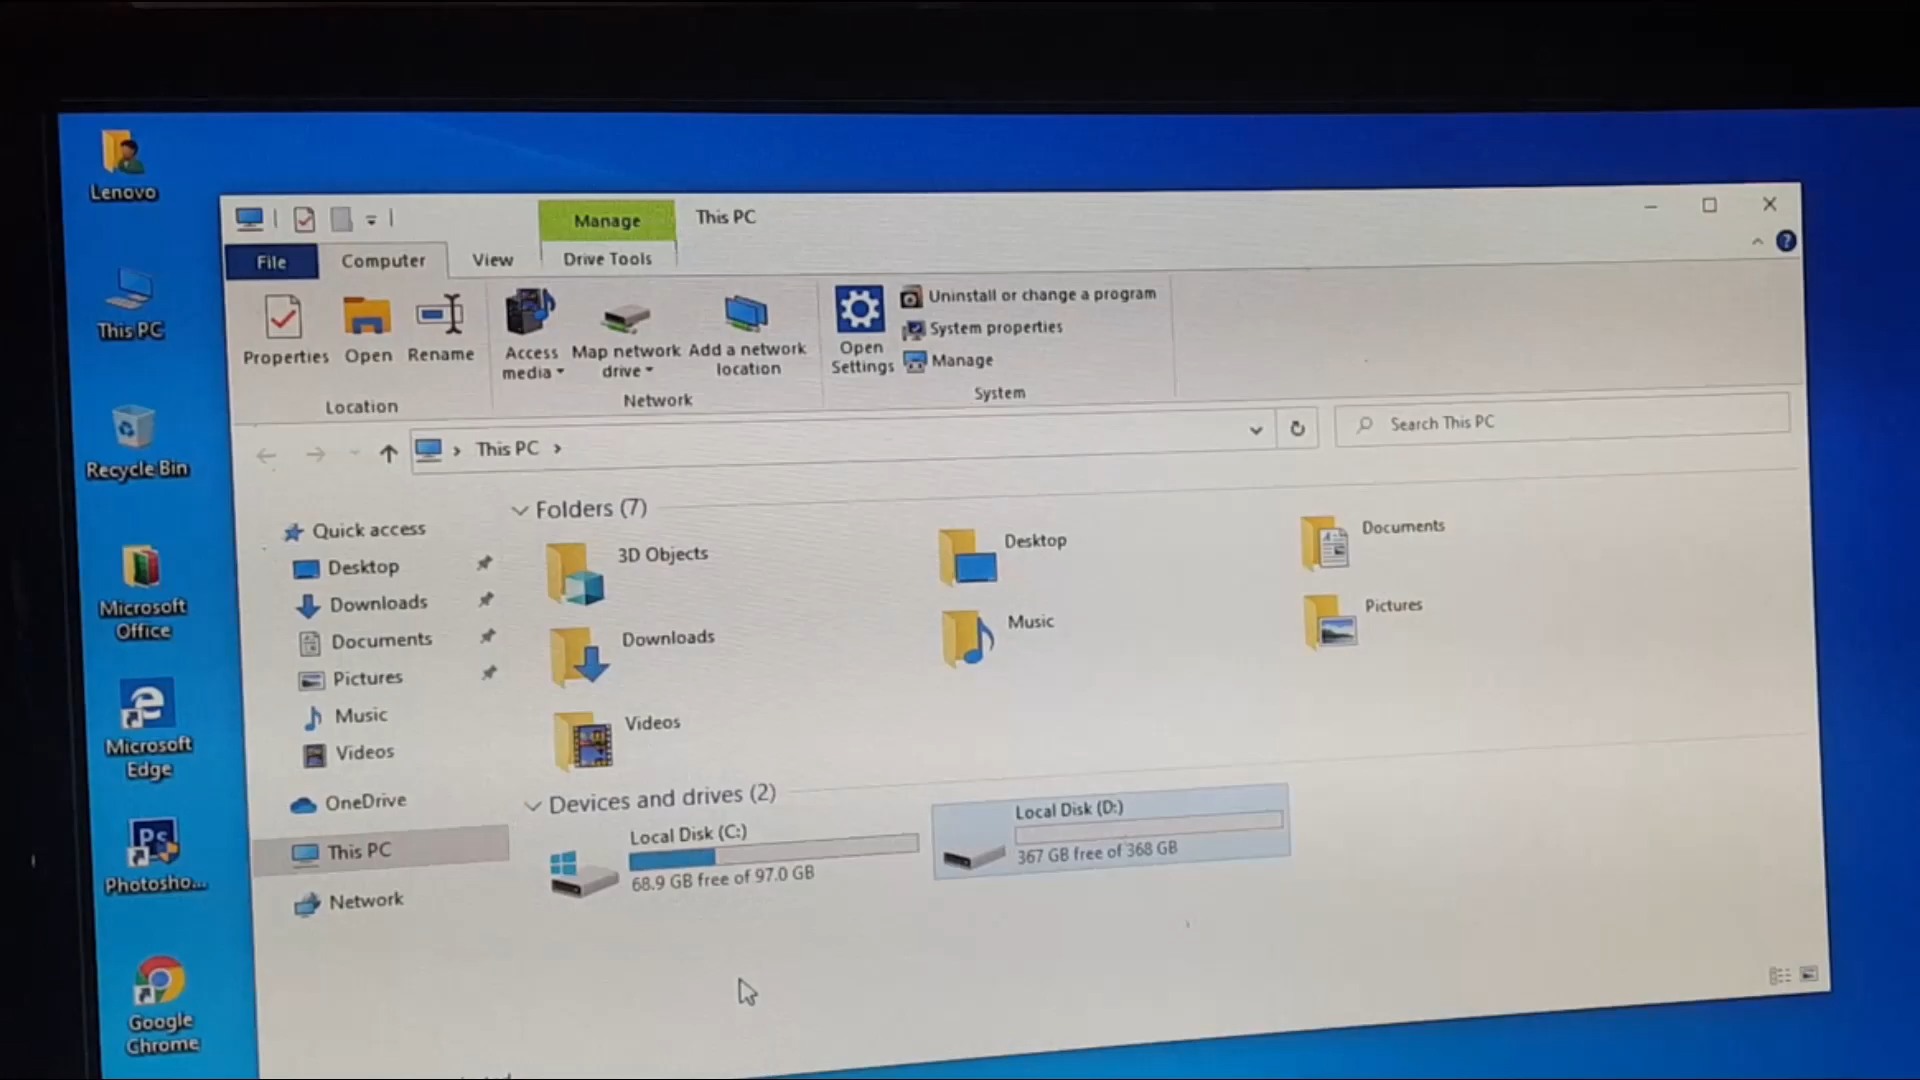 Lenovo
This PC
Recycle Bin
Microsoft
Office
Microsoft
Edge
Ps
Photosho...
Google
Chrome
Manage
This PC
File
Computer
View
Drive Tools
?
Properties
Open
Rename
Location
Access
media
Map network
drive
Add a network
location
Network
Open
Settings
Uninstall or change a program
System properties
Manage
System
This PC
Search This PC
Quick access
Desktop
Downloads
Documents
Pictures
Music
Videos
OneDrive
This PC
Network
Folders (7)
3D Objects
Desktop
Documents
Downloads
Music
Pictures
Videos
Devices and drives (2)
Local Disk (C:)
68.9 GB free of 97.0 GB
Local Disk (D:)
367 GB free of 368 GB